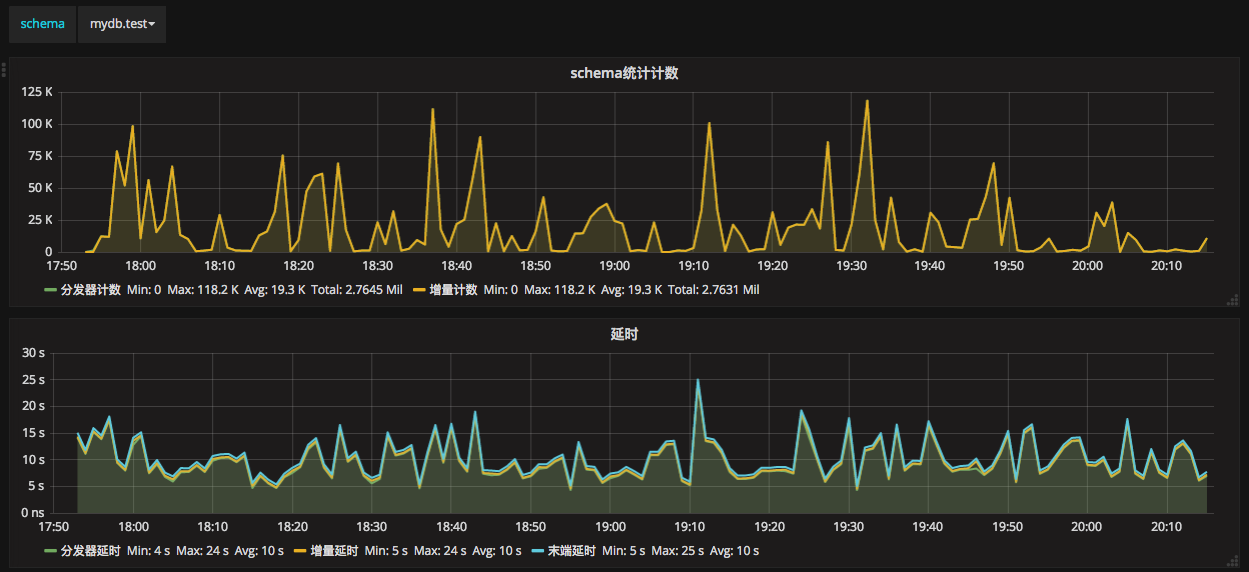 schema mydb.test
schema统计计数
125 K
100 K
75 K
50 K
25 K
0
17:50 18:00 18:10 18:20 18:30 18:40 18:50 19:00 19:10 19:20 19:30 19:40 19:50 20:00 20:10
分发器计数 Min: 0 Max: 118.2 K Avg: 19.3 K Total: 2.7645 Mil 增量计数 Min: 0 Max: 118.2 K Avg: 19.3 K Total: 2.7631 Mil
延时
30 s
25 s
20 s
15 s
10 s
5 s
0 ns
17:50 18:00 18:10 18:20 18:30 18:40 18:50 19:00 19:10 19:20 19:30 19:40 19:50 20:00 20:10
分发器延时 Min: 4 s Max: 24 s Avg: 10 s 增量延时 Min: 5 s Max: 24 s Avg: 10 s 末端延时 Min: 5 s Max: 25 s Avg: 10 s